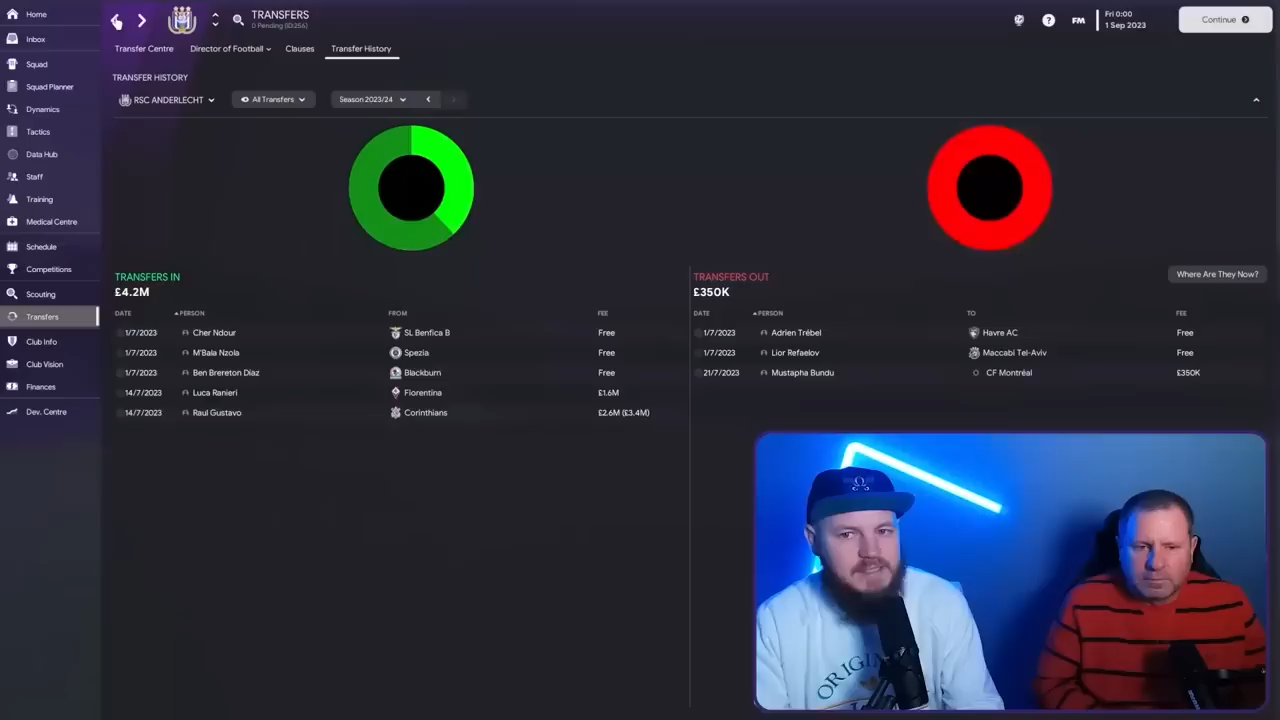 Home
Inbox
Squad
Squad Planner
Dynamics
Tactics
Data Hub
Staff
Training
Medical Centre
Schedule
Competitions
Scouting
Transfers
Club Info
Club Vision
Finances
Dev. Centre
TRANSFERS
0 Pending (ID:256)
FM
Fri 0:00
1 Sep 2023
Continue
Transfer Centre Director of Football Clauses Transfer History
TRANSFER HISTORY
RSC ANDERLECHT All Transfers Season 2023/24
TRANSFERS IN
£4.2M
DATE PERSON FROM FEE
1/7/2023 Cher Ndour SL Benfica B Free
1/7/2023 M'Bala Nzola Spezia Free
1/7/2023 Ben Brereton Díaz Blackburn Free
14/7/2023 Luca Ranieri Fiorentina £1.6M
14/7/2023 Raul Gustavo Corinthians £2.6M (£3.4M)
TRANSFERS OUT
£350K
Where Are They Now?
DATE PERSON TO FEE
1/7/2023 Adrien Trébel Havre AC Free
1/7/2023 Lior Refaelov Maccabi Tel-Aviv Free
21/7/2023 Mustapha Bundu CF Montréal £350K
ORIGIN